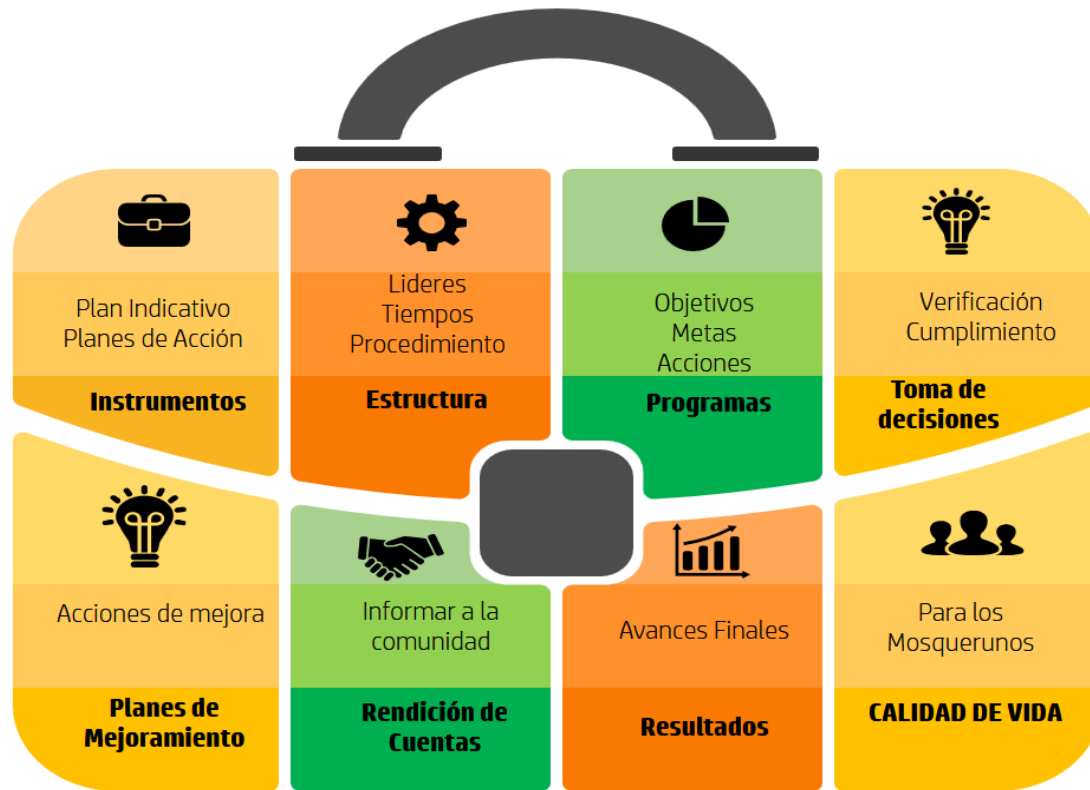 Plan Indicativo
Planes de Acción
Instrumentos
Lideres
Tiempos
Procedimiento
Estructura
Objetivos
Metas
Acciones
Programas
Verificación
Cumplimiento
Toma de
decisiones
Acciones de mejora
Planes de
Mejoramiento
Informar a la
comunidad
Rendición de
Cuentas
Avances Finales
Resultados
Para los
Mosquerunos
CALIDAD DE VIDA